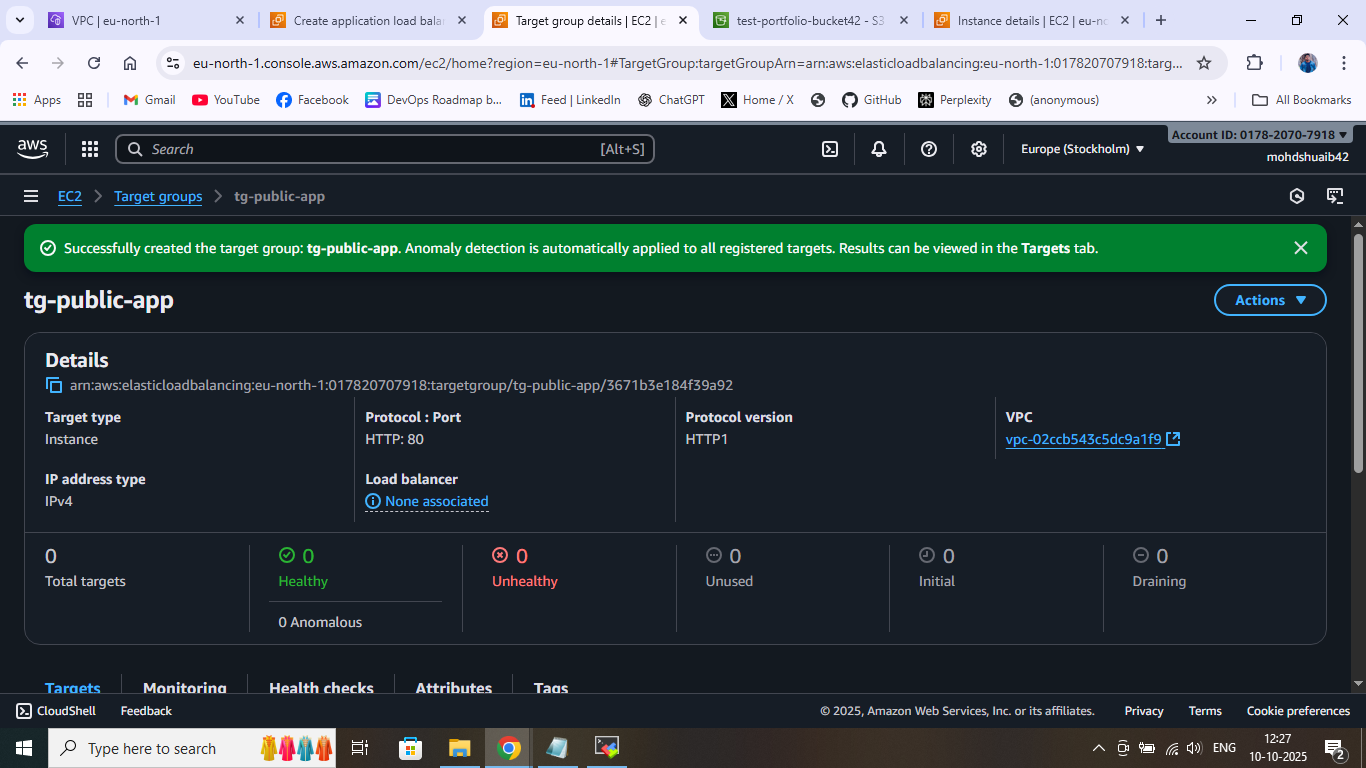 VPC | eu-north-1
Create application load bala
Target group details | EC2 | e
test-portfolio-bucket42 - S3
Instance details | EC2 | eu-no
eu-north-1.console.aws.amazon.com/ec2/home?region=eu-north-1#TargetGroup:targetGroupArn=arn:aws:elasticloadbalancing:eu-north-1:017820707918:targ...
Apps
Gmail
YouTube
Facebook
DevOps Roadmap b...
Feed | LinkedIn
ChatGPT
Home / X
GitHub
Perplexity
(anonymous)
All Bookmarks
aws
Search
[Alt+S]
Europe (Stockholm)
Account ID: 0178-2070-7918
mohdshuaib42
EC2
Target groups
tg-public-app
Successfully created the target group: tg-public-app. Anomaly detection is automatically applied to all registered targets. Results can be viewed in the Targets tab.
tg-public-app
Actions
Details
arn:aws:elasticloadbalancing:eu-north-1:017820707918:targetgroup/tg-public-app/3671b3e184f39a92
Target type
Instance
Protocol : Port
HTTP: 80
Protocol version
HTTP1
VPC
vpc-02ccb543c5dc9a1f9
IP address type
IPv4
Load balancer
None associated
0
Total targets
0
Healthy
0 Anomalous
0
Unhealthy
0
Unused
0
Initial
0
Draining
Targets
Monitoring
Health checks
Attributes
Tags
CloudShell
Feedback
© 2025, Amazon Web Services, Inc. or its affiliates.
Privacy
Terms
Cookie preferences
Type here to search
ENG
12:27
10-10-2025
2